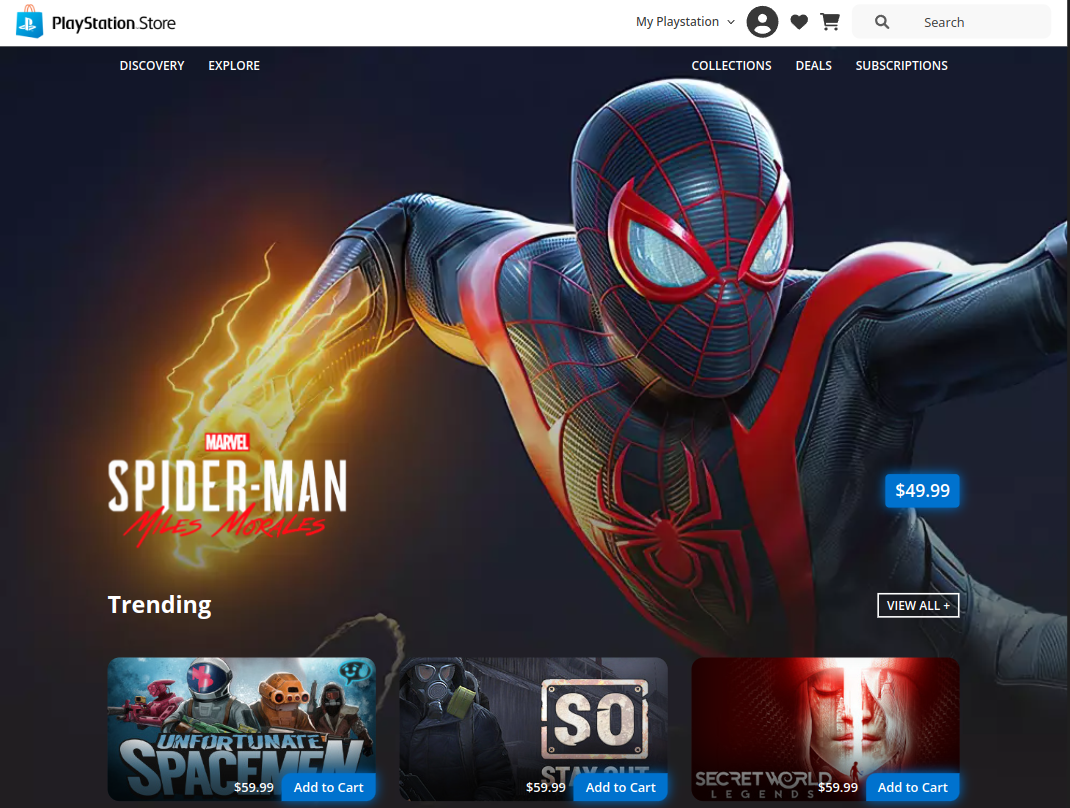 PlayStation Store
My Playstation
Search
DISCOVERY EXPLORE COLLECTIONS DEALS SUBSCRIPTIONS
MARVEL
SPIDER-MAN
MILES MORALES
$49.99
Trending
VIEW ALL +
UNFORTUNATE
SPACEMEN
$59.99 Add to Cart
SO
STAY OUT
$59.99 Add to Cart
SECRET WORLD
LEGENDS
$59.99 Add to Cart